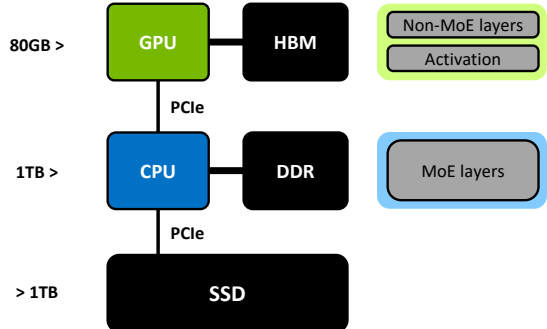 80GB >
GPU
HBM
Non-MoE layers
Activation
PCIe
1TB >
CPU
DDR
MoE layers
PCIe
> 1TB
SSD